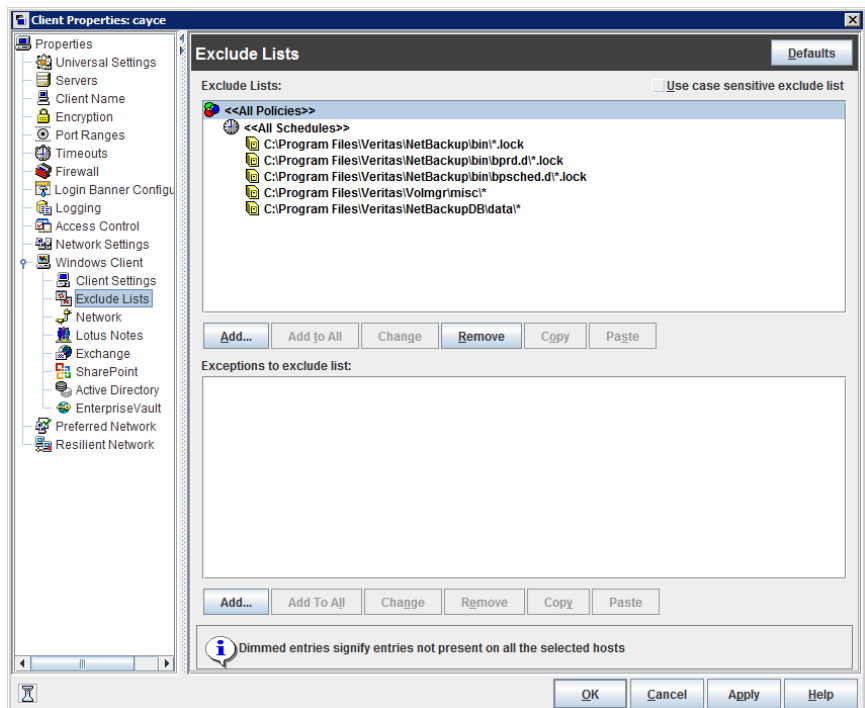 Client Properties: cayce
Properties
Universal Settings
Servers
Client Name
Encryption
Port Ranges
Timeouts
Firewall
Login Banner Configu
Logging
Access Control
Network Settings
Windows Client
Client Settings
Exclude Lists
Network
Lotus Notes
Exchange
SharePoint
Active Directory
EnterpriseVault
Preferred Network
Resilient Network
Exclude Lists
Defaults
Exclude Lists:
Use case sensitive exclude list
<<All Policies>>
<<All Schedules>>
C:\Program Files\Veritas\NetBackup\bin\*.lock
C:\Program Files\Veritas\NetBackup\bin\bprd.d\*.lock
C:\Program Files\Veritas\NetBackup\bin\bpsched.d\*.lock
C:\Program Files\Veritas\Volmgr\misc\*
C:\Program Files\Veritas\NetBackupDB\data\*
Add... Add to All Change Remove Copy Paste
Exceptions to exclude list:
Add... Add To All Change Remove Copy Paste
Dimmed entries signify entries not present on all the selected hosts
OK Cancel Apply Help